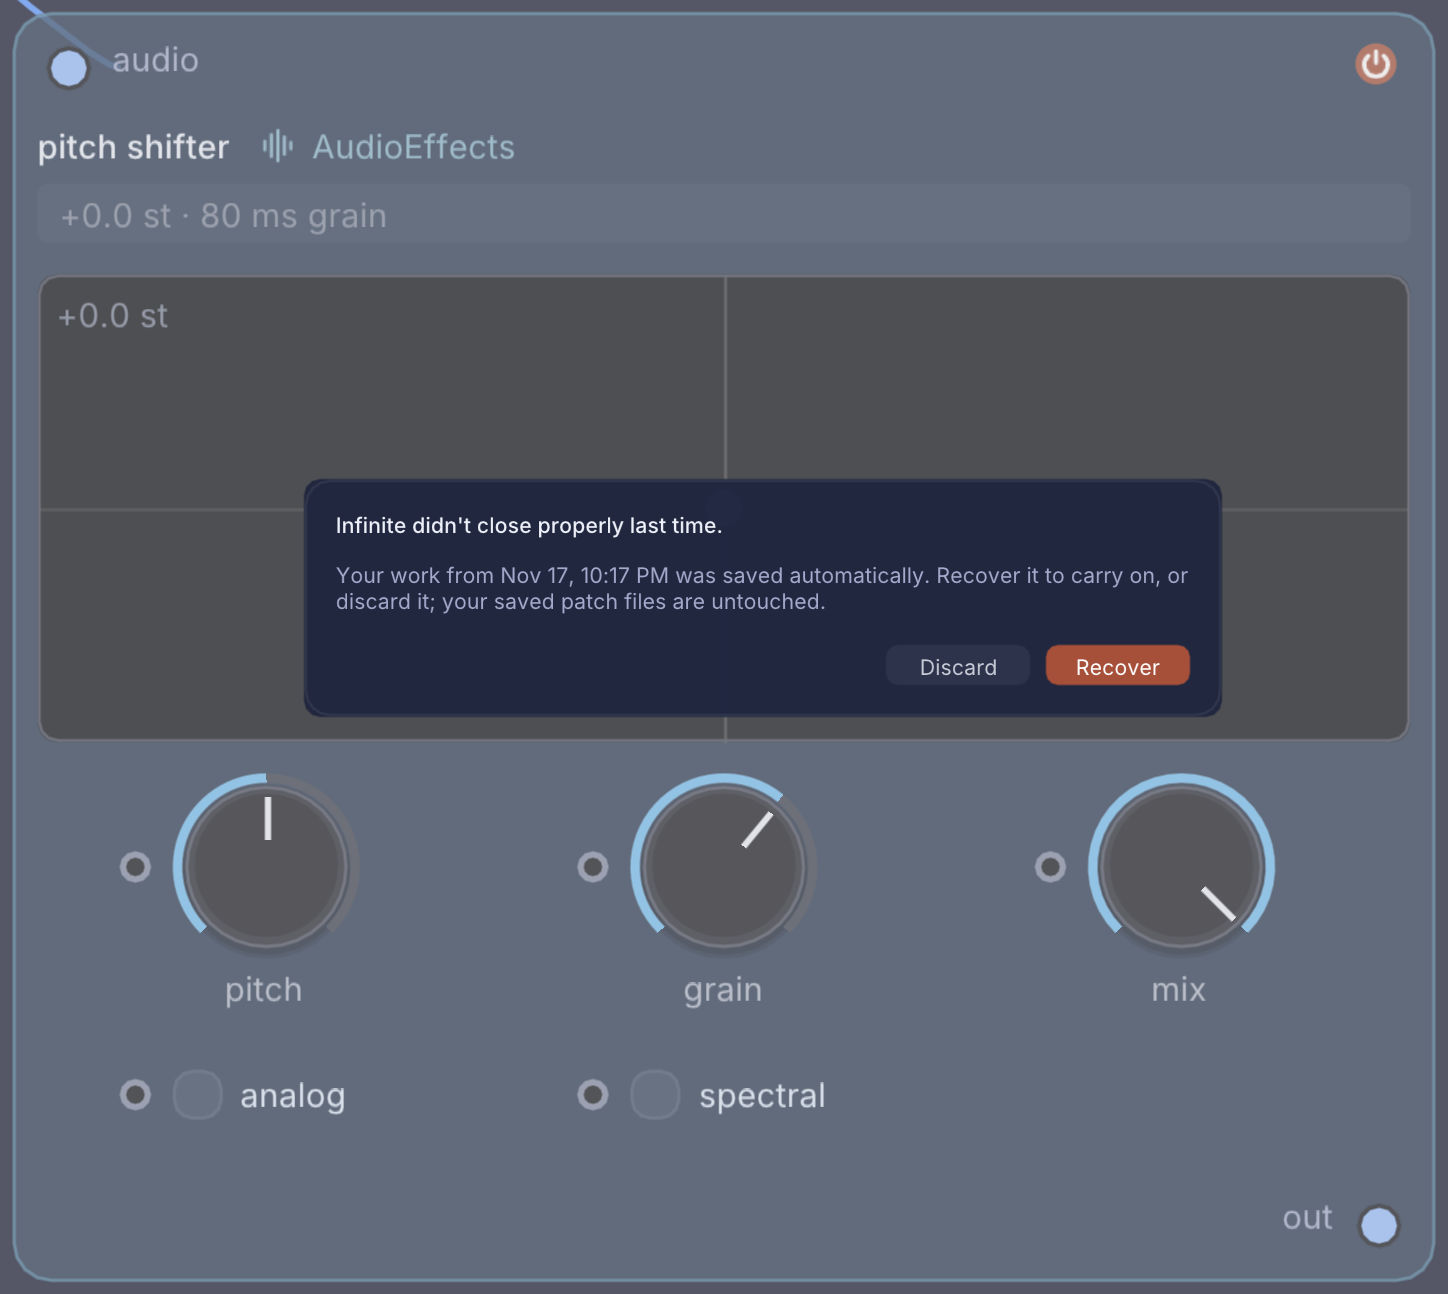 audio
pitch shifter AudioEffects
+0.0 st · 80 ms grain
+0.0 st
Infinite didn't close properly last time.
Your work from Nov 17, 10:17 PM was saved automatically. Recover it to carry on, or
discard it; your saved patch files are untouched.
Discard Recover
pitch grain mix
analog spectral
out